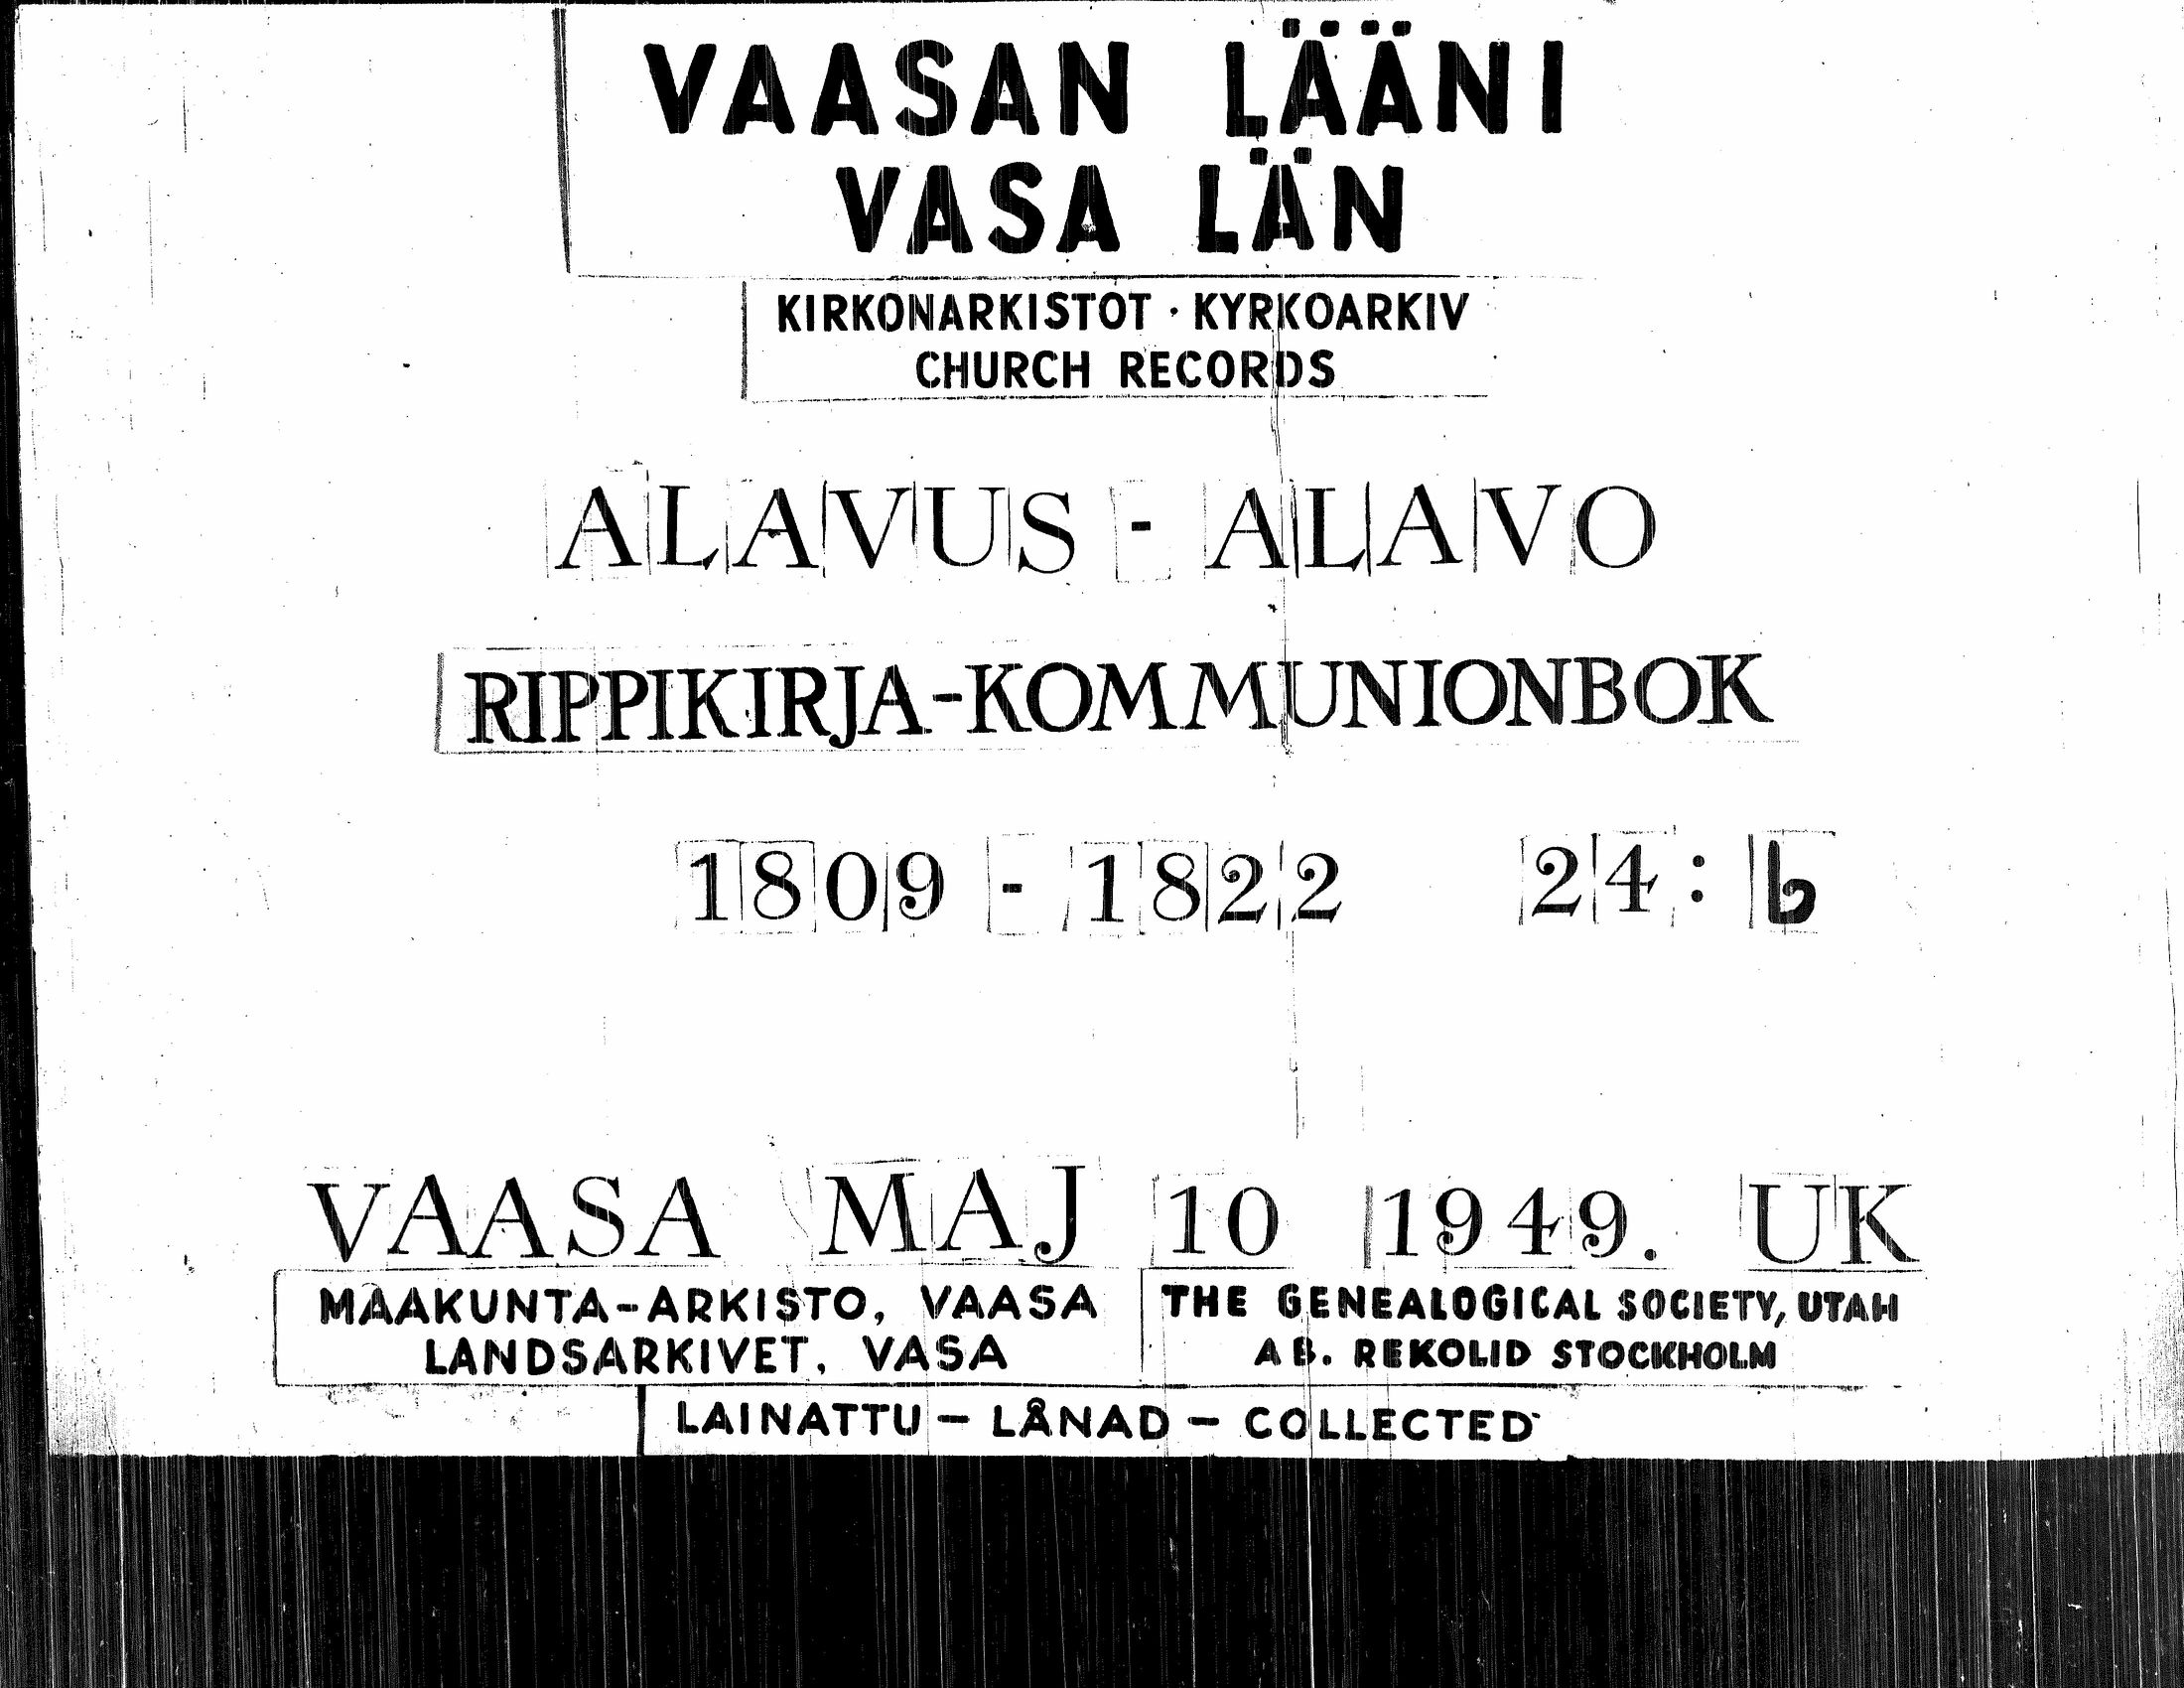 VAASAN LÄÄNI
VASA LÄN
KIRKONARKISTOT · KYRKOARKIV
CHURCH RECORDS
ALAVUS - ALAVO
RIPPIKIRJA-KOMMUNIONBOK
1809 - 1822 24: b
VAASA MAJ 10 1949. UK
MAAKUNTA-ARKISTO, VAASA
LANDSARKIVET, VASA
THE GENEALOGICAL SOCIETY, UTAH
AB. REKOLID STOCKHOLM
LAINATTU – LÅNAD – COLLECTED